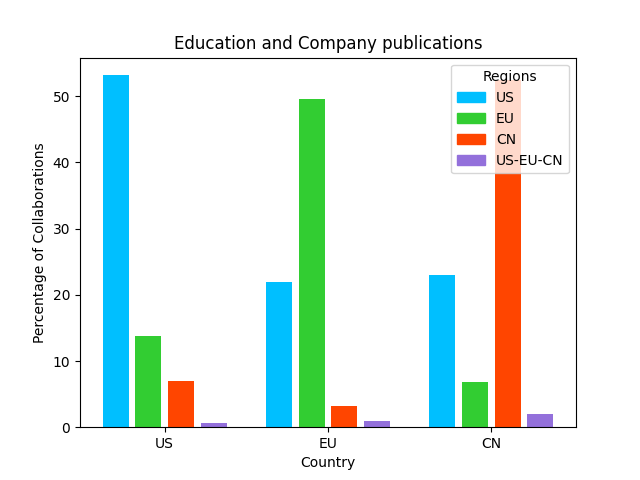 Education and Company publications
Regions
US
EU
CN
US-EU-CN
Percentage of Collaborations
50
40
30
20
10
0
US
EU
CN
Country